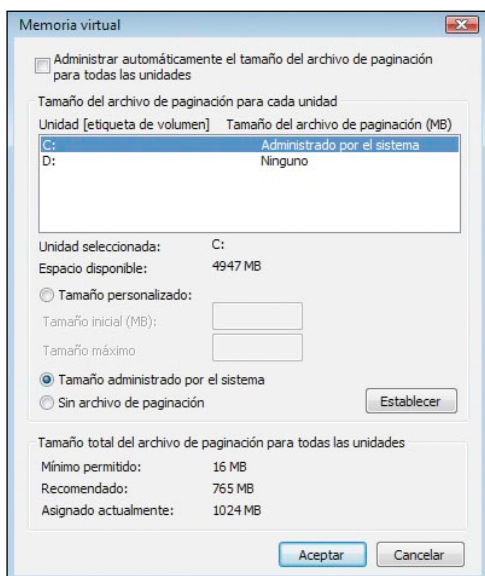 Memoria virtual
Administrar automáticamente el tamaño del archivo de paginación
para todas las unidades
Tamaño del archivo de paginación para cada unidad
Unidad [etiqueta de volumen] Tamaño del archivo de paginación (MB)
C: Administrado por el sistema
D: Ninguno
Unidad seleccionada: C:
Espacio disponible: 4947 MB
Tamaño personalizado:
Tamaño inicial (MB):
Tamaño máximo
Tamaño administrado por el sistema
Sin archivo de paginación Establecer
Tamaño total del archivo de paginación para todas las unidades
Mínimo permitido: 16 MB
Recomendado: 765 MB
Asignado actualmente: 1024 MB
Aceptar Cancelar